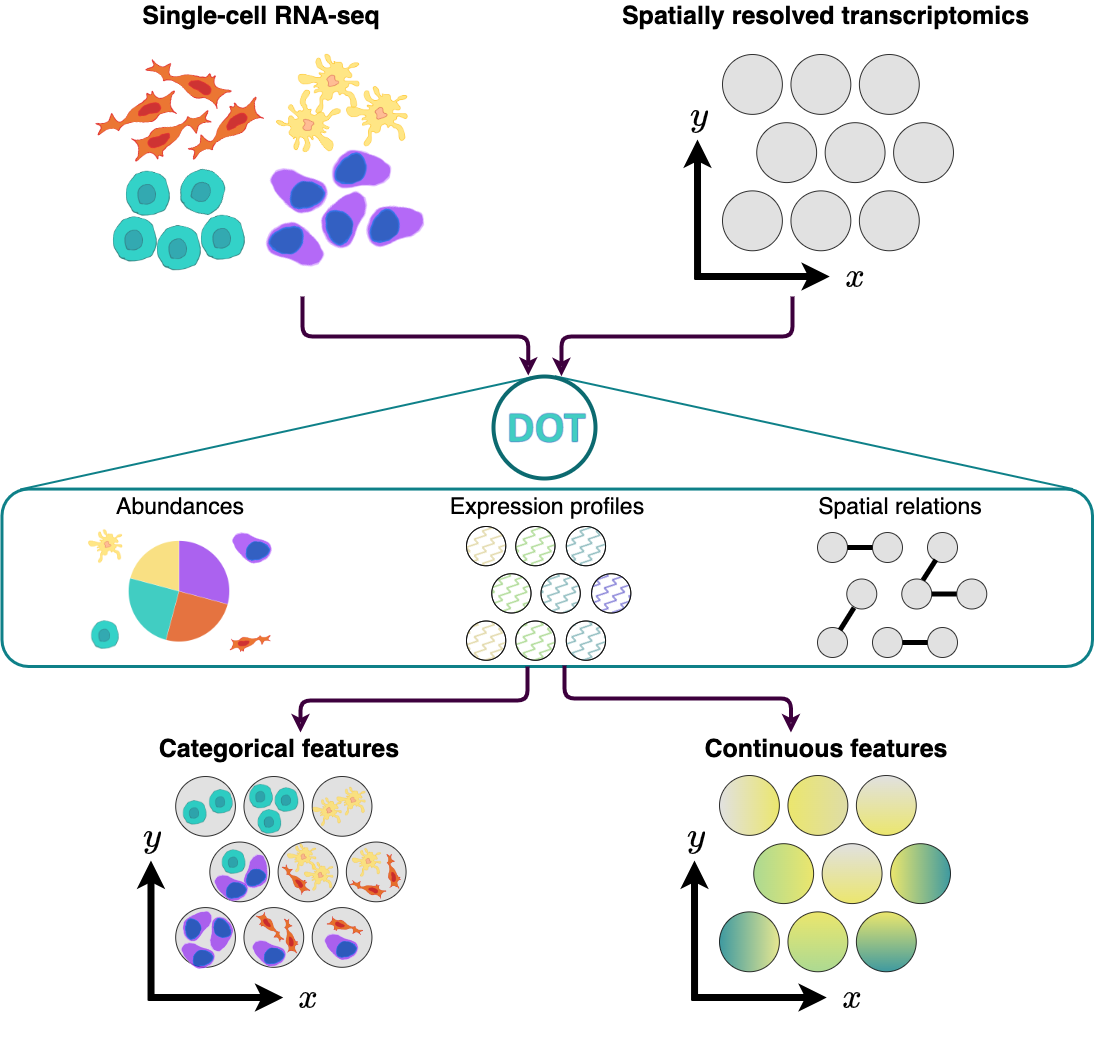 Single-cell RNA-seq
Spatially resolved transcriptomics
y
x
DOT
Abundances
Expression profiles
Spatial relations
Categorical features
Continuous features
y
x
y
x